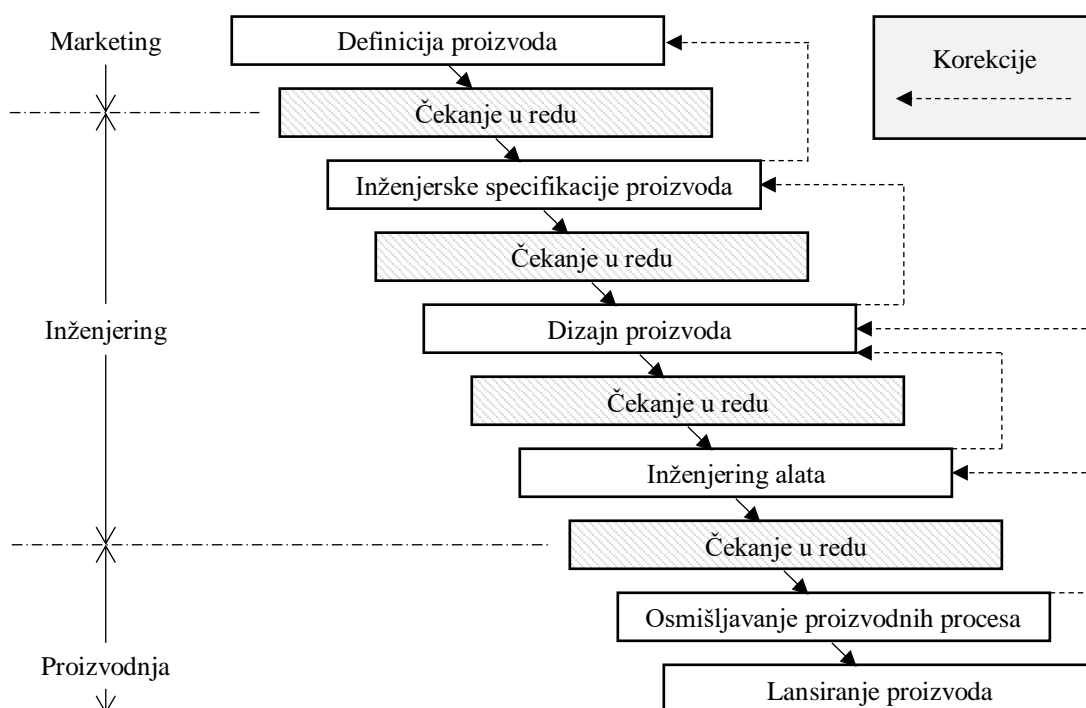 Marketing
Definicija proizvoda
Korekcije
Čekanje u redu
Inženjerske specifikacije proizvoda
Čekanje u redu
Inženjering
Dizajn proizvoda
Čekanje u redu
Inženjering alata
Čekanje u redu
Osmišljavanje proizvodnih procesa
Proizvodnja
Lansiranje proizvoda